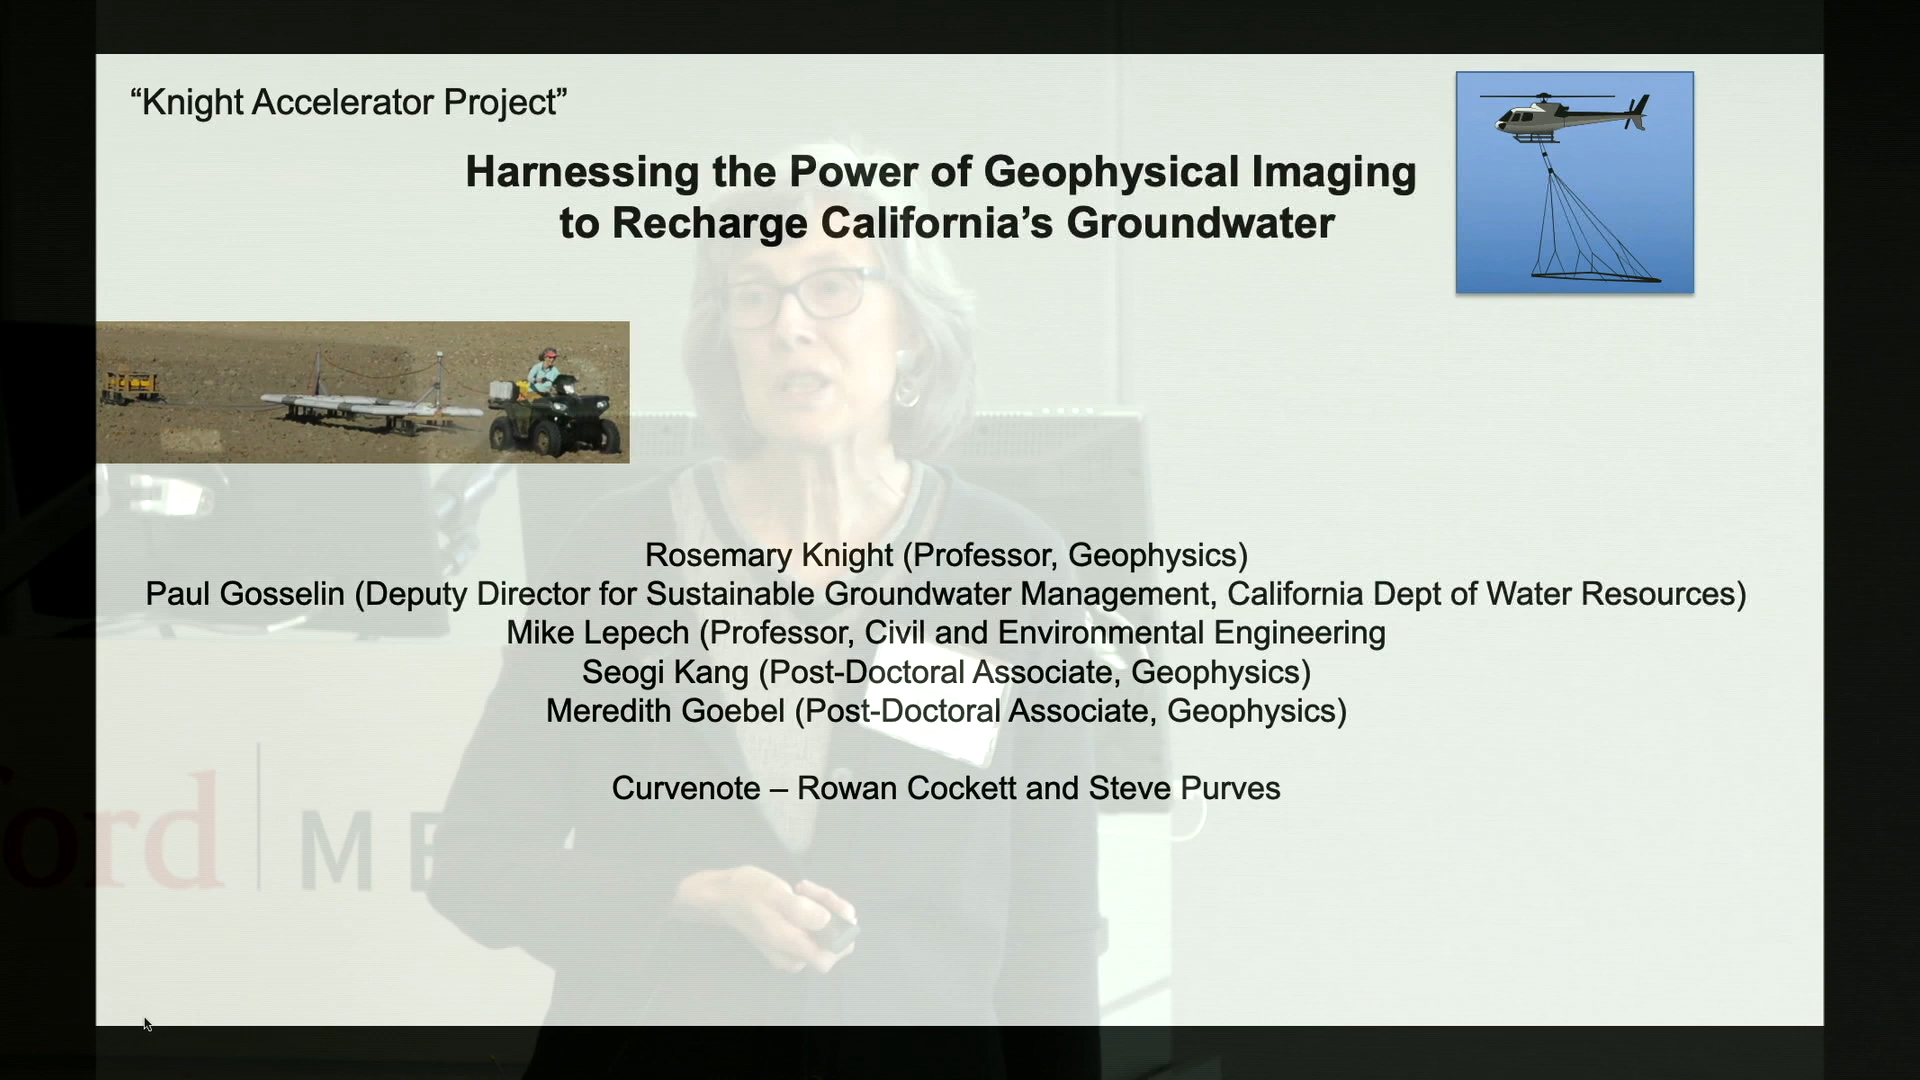 “Knight Accelerator Project”
Harnessing the Power of Geophysical Imaging
to Recharge California’s Groundwater
Rosemary Knight (Professor, Geophysics)
Paul Gosselin (Deputy Director for Sustainable Groundwater Management, California Dept of Water Resources)
Mike Lepech (Professor, Civil and Environmental Engineering
Seogi Kang (Post-Doctoral Associate, Geophysics)
Meredith Goebel (Post-Doctoral Associate, Geophysics)
Curvenote – Rowan Cockett and Steve Purves
ord | ME